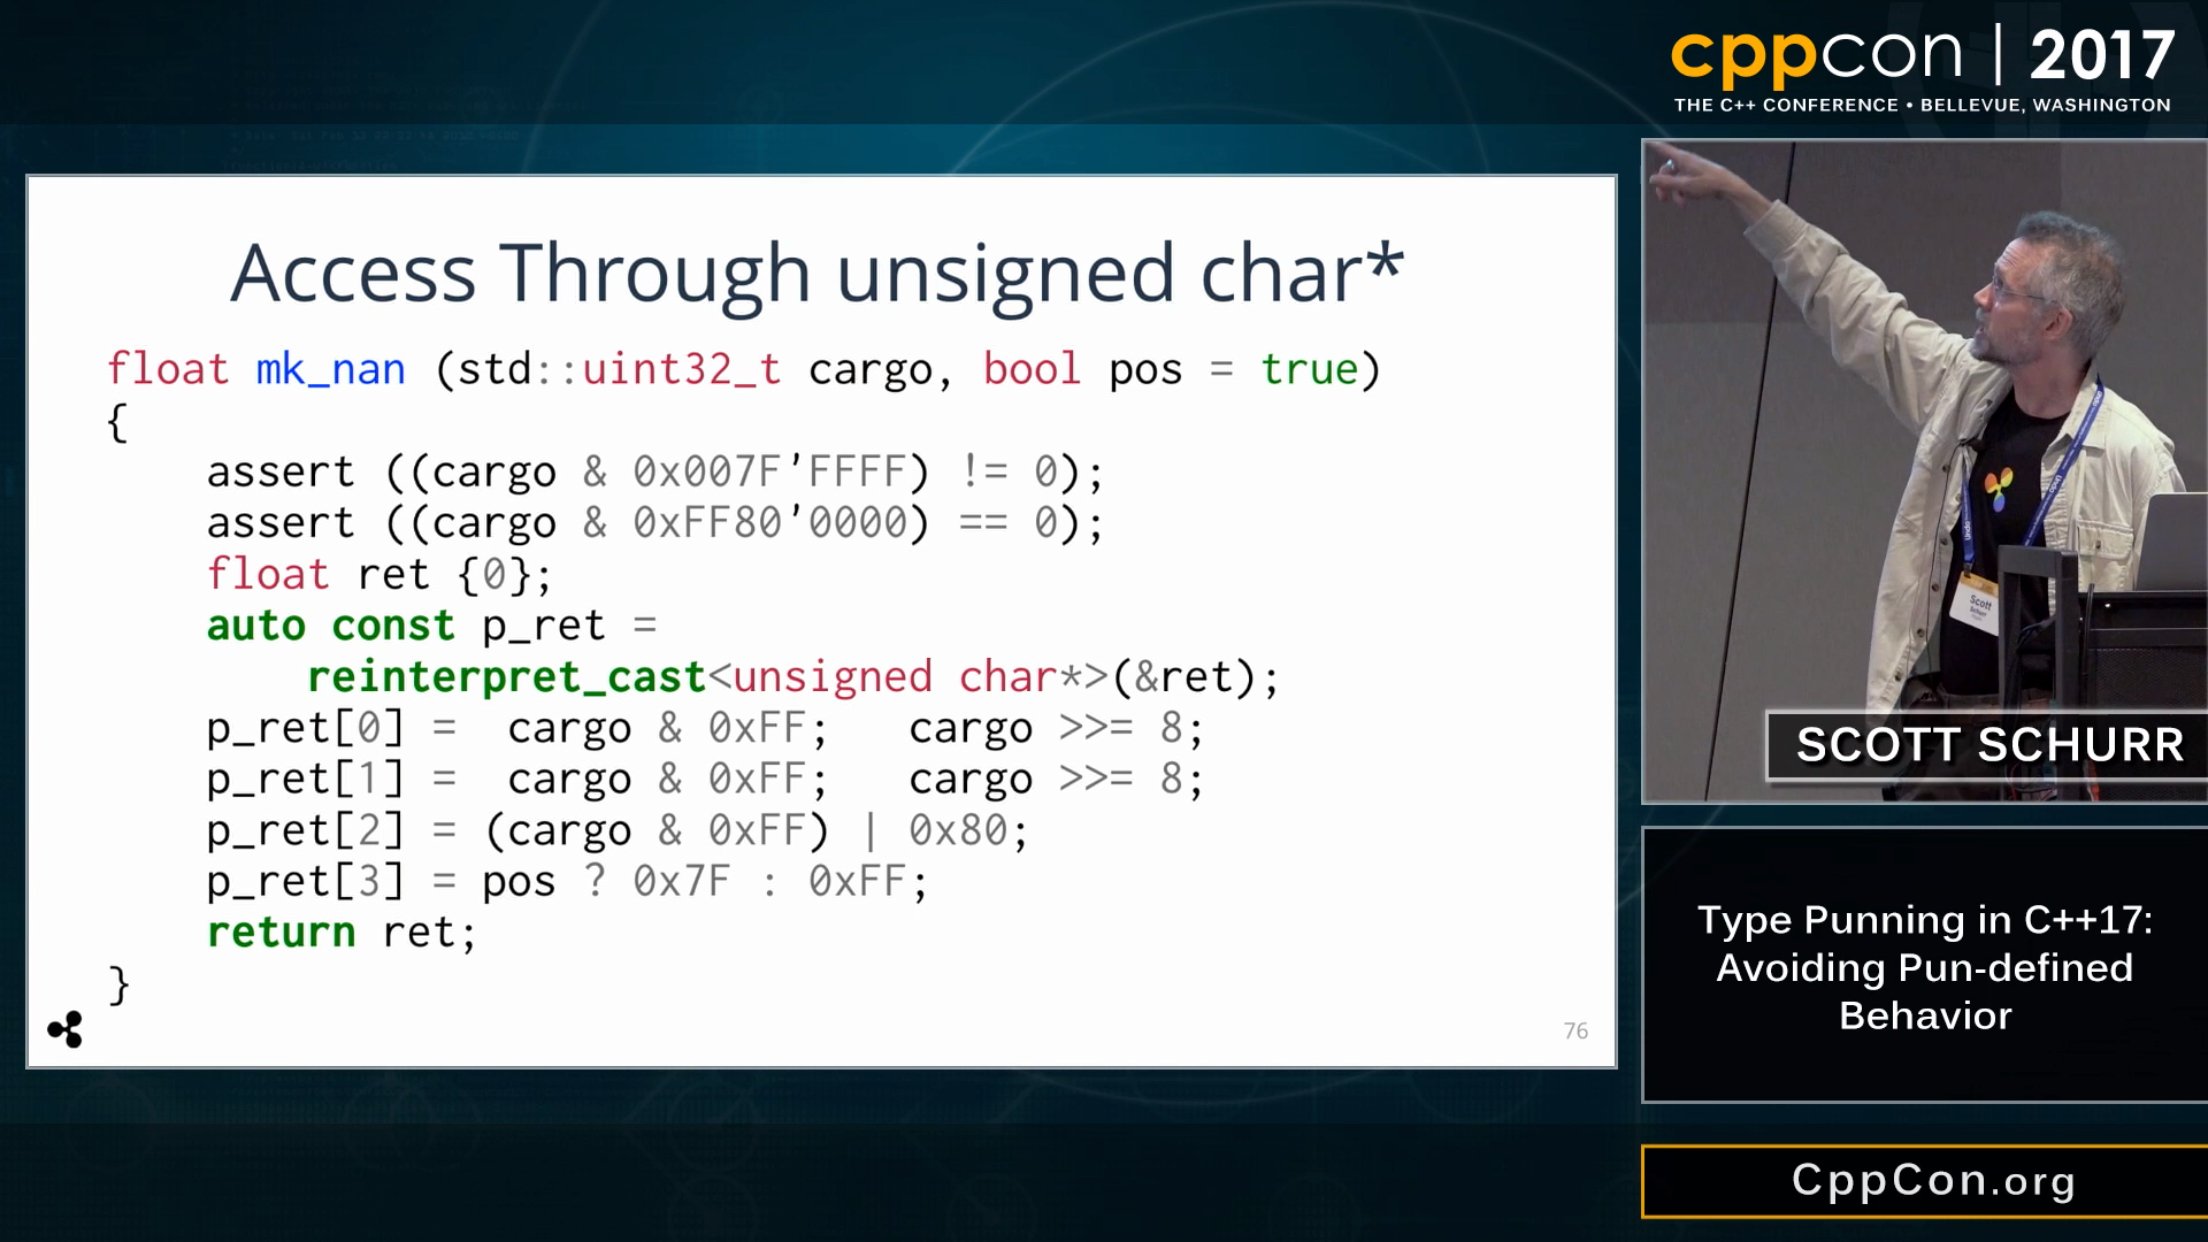 cppcon | 2017
THE C++ CONFERENCE • BELLEVUE, WASHINGTON
Access Through unsigned char*
float mk_nan (std::uint32_t cargo, bool pos = true)
{
    assert ((cargo & 0x007F'FFFF) != 0);
    assert ((cargo & 0xFF80'0000) == 0);
    float ret {0};
    auto const p_ret =
        reinterpret_cast<unsigned char*>(&ret);
    p_ret[0] =  cargo & 0xFF;   cargo >>= 8;
    p_ret[1] =  cargo & 0xFF;   cargo >>= 8;
    p_ret[2] = (cargo & 0xFF) | 0x80;
    p_ret[3] = pos ? 0x7F : 0xFF;
    return ret;
}
76
Scott
SCOTT SCHURR
Type Punning in C++17:
Avoiding Pun-defined
Behavior
CppCon.org